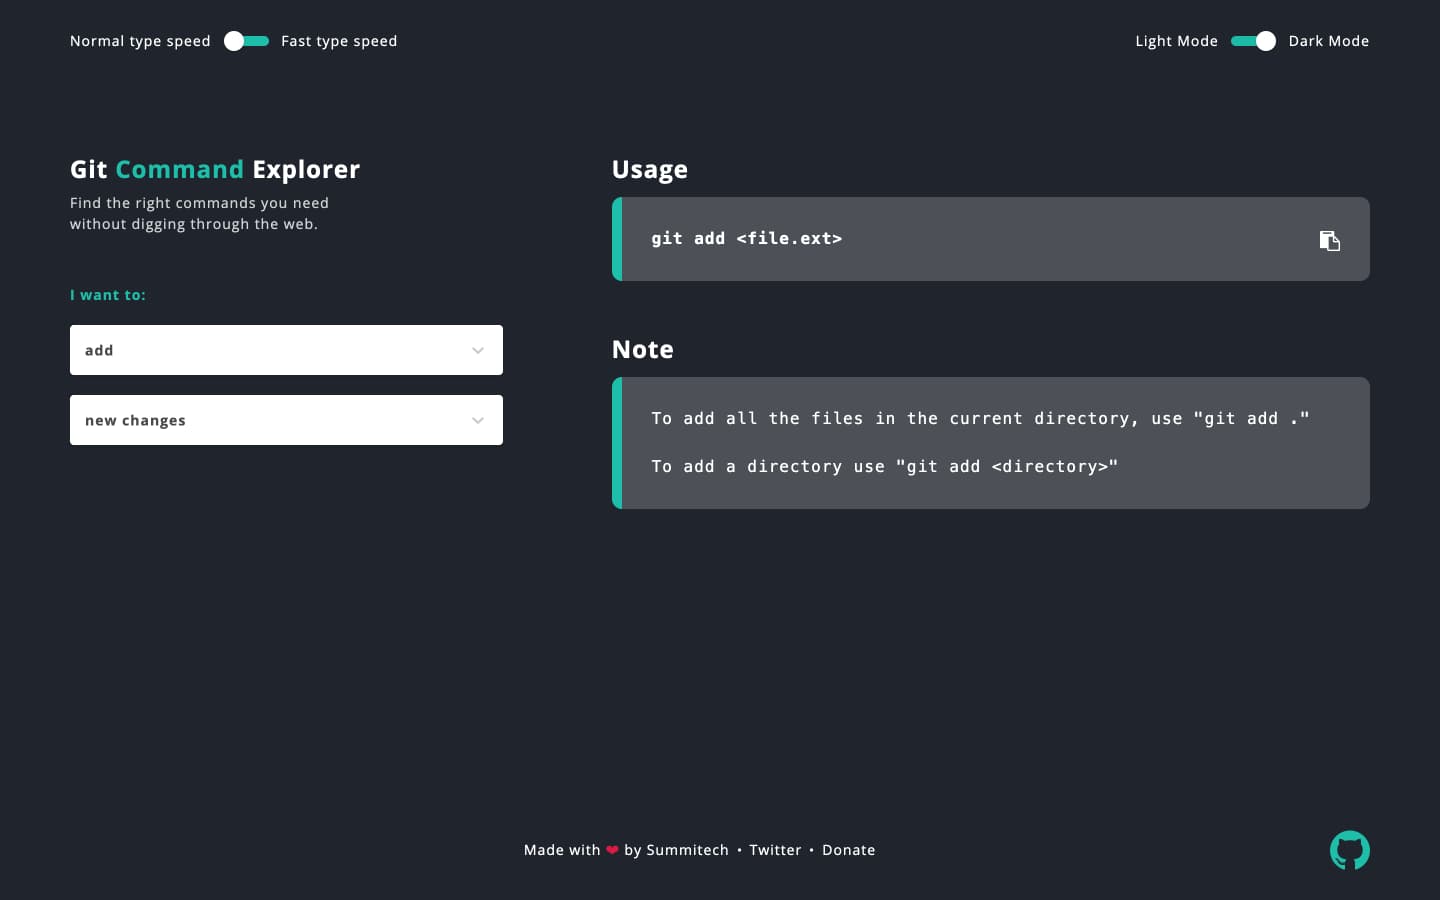 Normal type speed Fast type speed
Light Mode Dark Mode
Git Command Explorer
Find the right commands you need
without digging through the web.
I want to:
add
new changes
Usage
git add <file.ext>
Note
To add all the files in the current directory, use "git add ."
To add a directory use "git add <directory>"
Made with ❤ by Summitech • Twitter • Donate